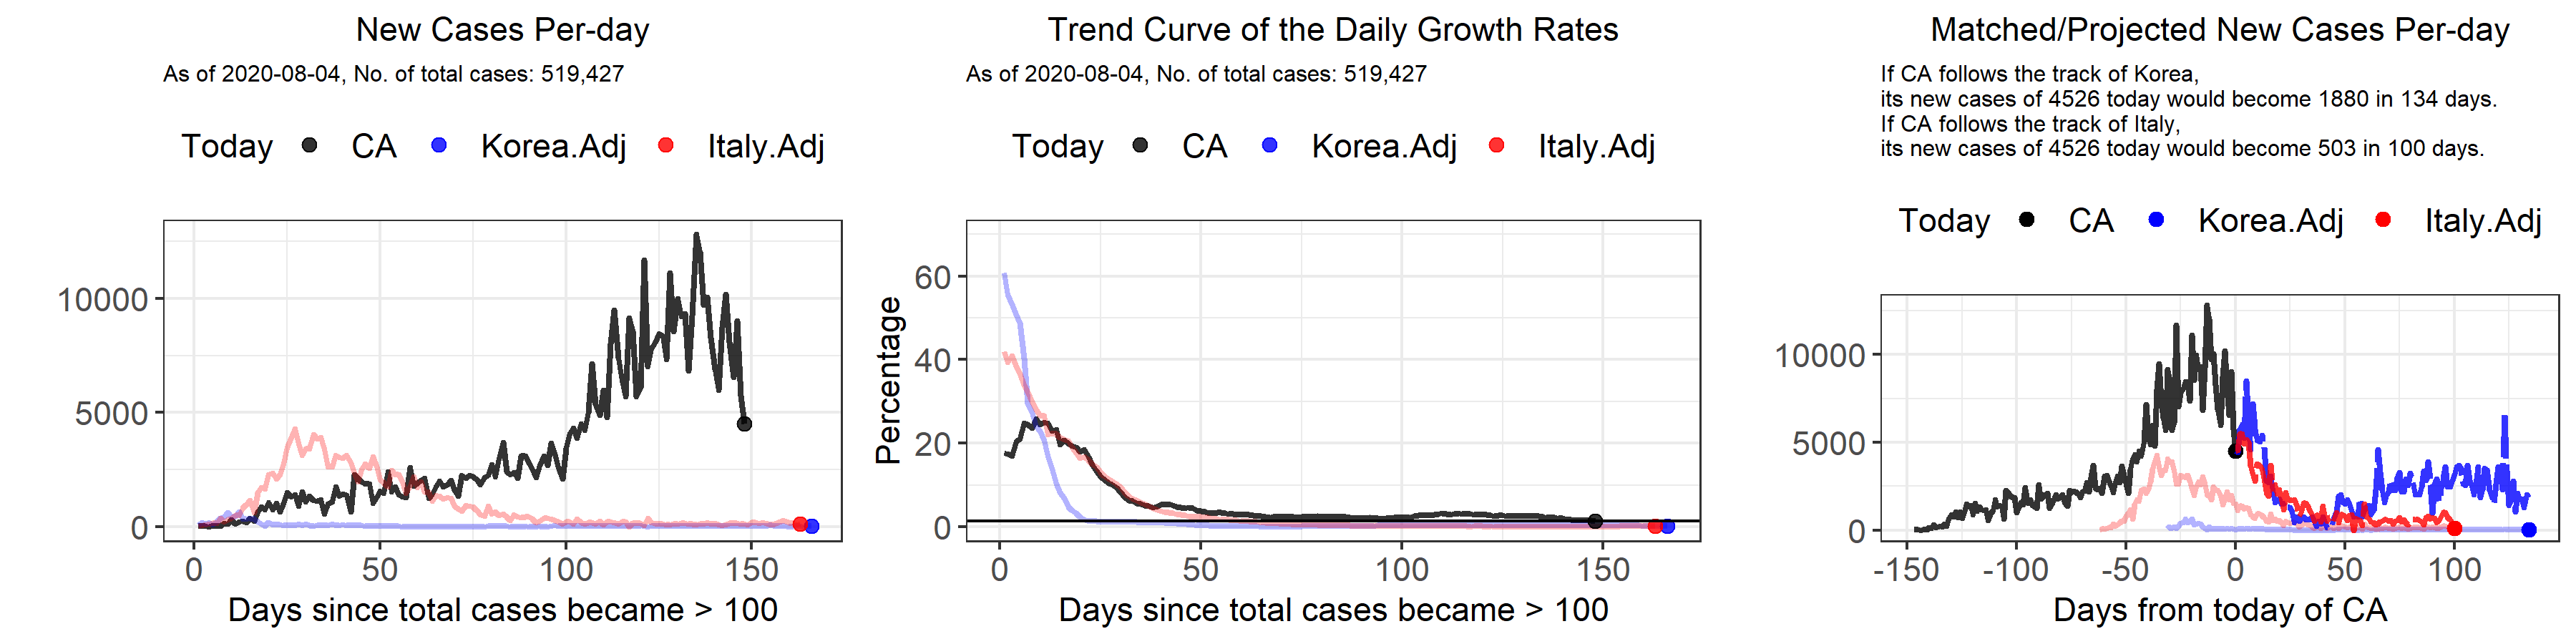 New Cases Per-day
As of 2020-08-04, No. of total cases: 519,427
Today CA Korea.Adj Italy.Adj
10000
5000
0
0 50 100 150
Days since total cases became > 100
Trend Curve of the Daily Growth Rates
As of 2020-08-04, No. of total cases: 519,427
Today CA Korea.Adj Italy.Adj
Percentage
60
40
20
0
0 50 100 150
Days since total cases became > 100
Matched/Projected New Cases Per-day
If CA follows the track of Korea,
its new cases of 4526 today would become 1880 in 134 days.
If CA follows the track of Italy,
its new cases of 4526 today would become 503 in 100 days.
Today CA Korea.Adj Italy.Adj
10000
5000
0
-150 -100 -50 0 50 100
Days from today of CA